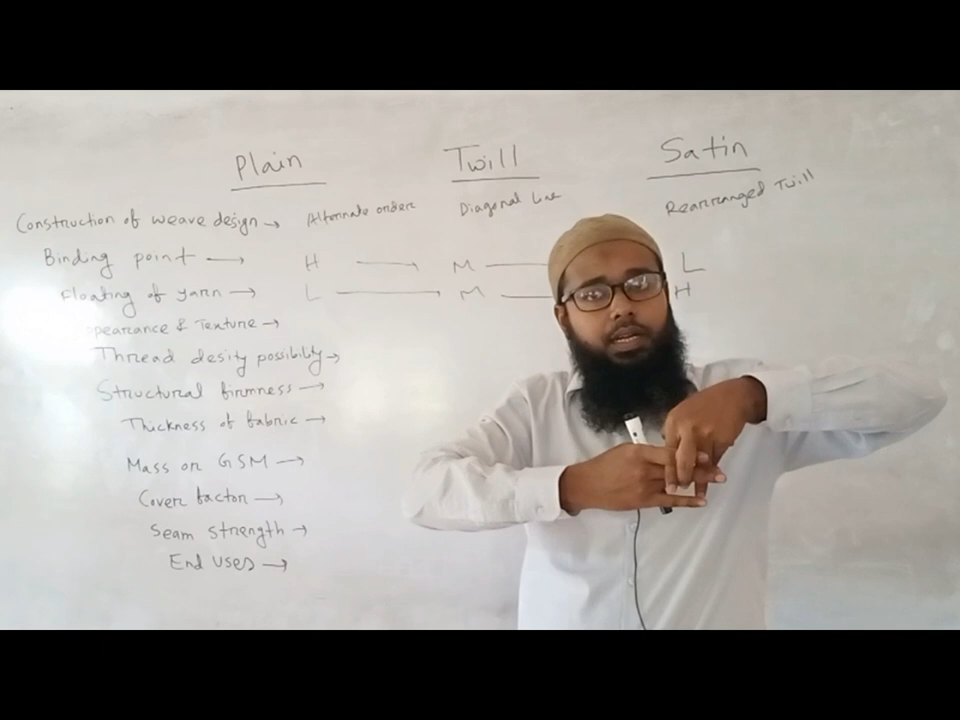 Plain Twill Satin
Construction of weave design → Alternate order Diagonal Line Rearranged Twill
Binding point → H → M L
Floating of yarn → L → M H
ppearance & Texture →
Thread desity possibility →
Structural firmness →
Thickness of fabric →
Mass or GSM →
Cover factor →
Seam strength →
End uses →